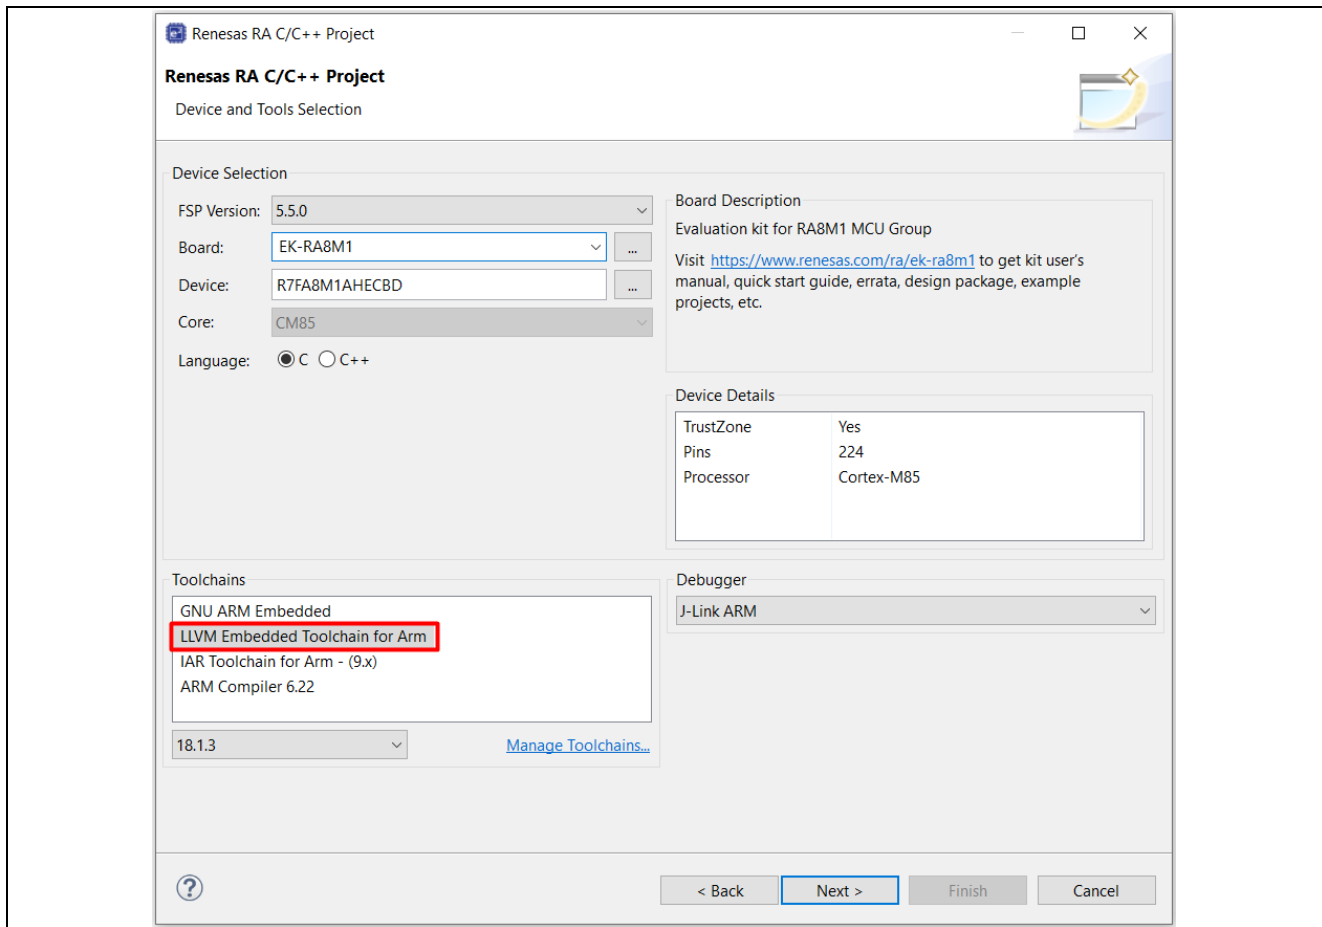 Renesas RA C/C++ Project
Renesas RA C/C++ Project
Device and Tools Selection
Device Selection
FSP Version: 5.5.0
Board: EK-RA8M1 ...
Device: R7FA8M1AHECBD ...
Core: CM85
Language: C C++
Board Description
Evaluation kit for RA8M1 MCU Group
Visit https://www.renesas.com/ra/ek-ra8m1 to get kit user's
manual, quick start guide, errata, design package, example
projects, etc.
Device Details
TrustZone Yes
Pins 224
Processor Cortex-M85
Toolchains
GNU ARM Embedded
LLVM Embedded Toolchain for Arm
IAR Toolchain for Arm - (9.x)
ARM Compiler 6.22
18.1.3 Manage Toolchains...
Debugger
J-Link ARM
? < Back Next > Finish Cancel